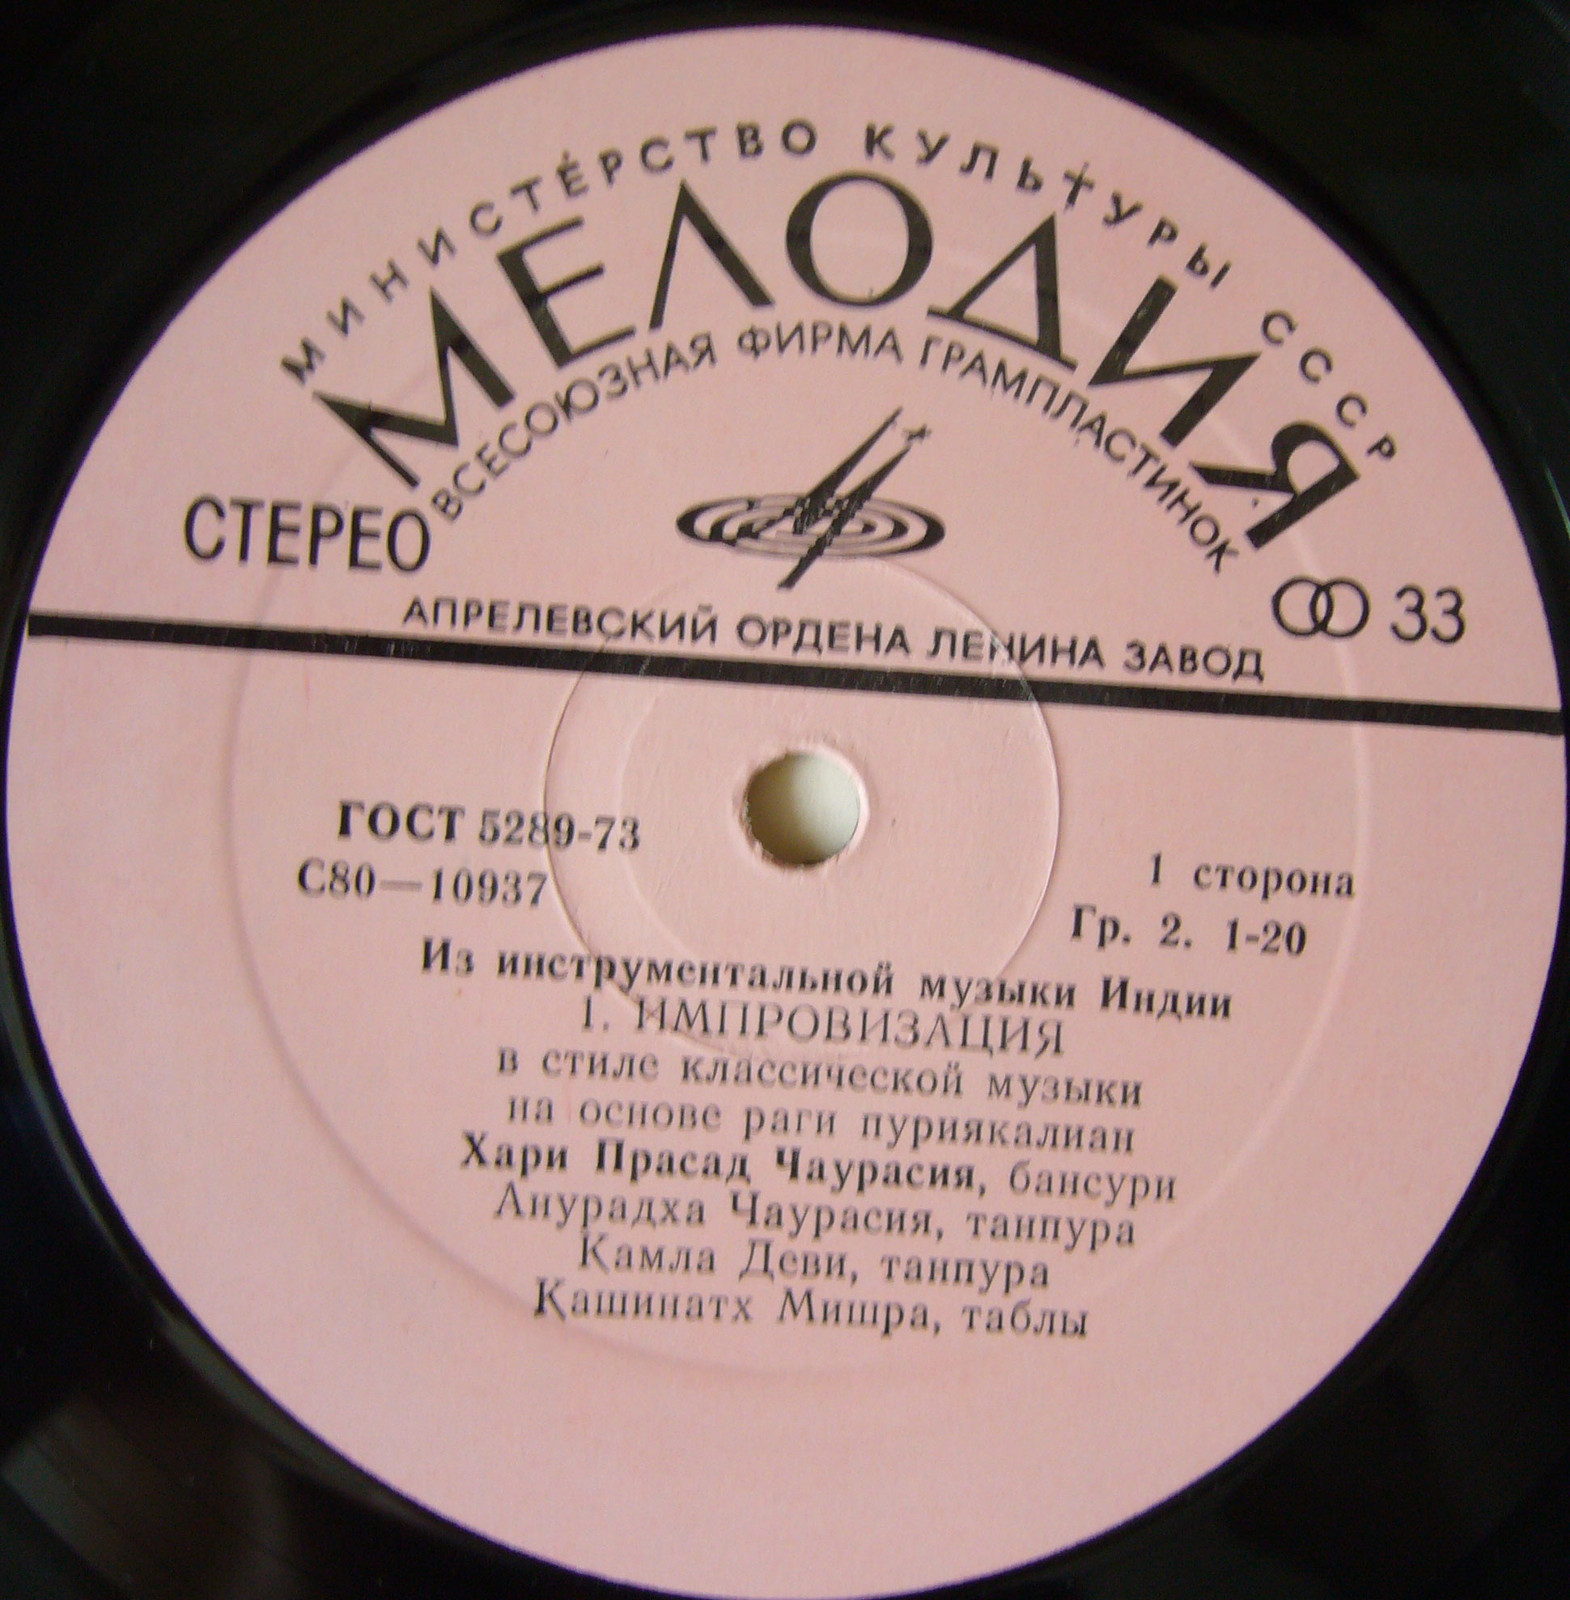 МИНИСТЕРСТВО КУЛЬТУРЫ СССР
МЕЛОДИЯ
ВСЕСОЮЗНАЯ ФИРМА ГРАМПЛАСТИНОК
СТЕРЕО
33
АПРЕЛЕВСКИЙ ОРДЕНА ЛЕНИНА ЗАВОД
ГОСТ 5289-73
С80—10937
1 сторона
Гр. 2. 1-20
Из инструментальной музыки Индии
1. ИМПРОВИЗАЦИЯ
в стиле классической музыки
на основе раги пуриякалиан
Хари Прасад Чаурасия, бансури
Анурадха Чаурасия, танпура
Камла Деви, танпура
Кашинатх Мишра, таблы